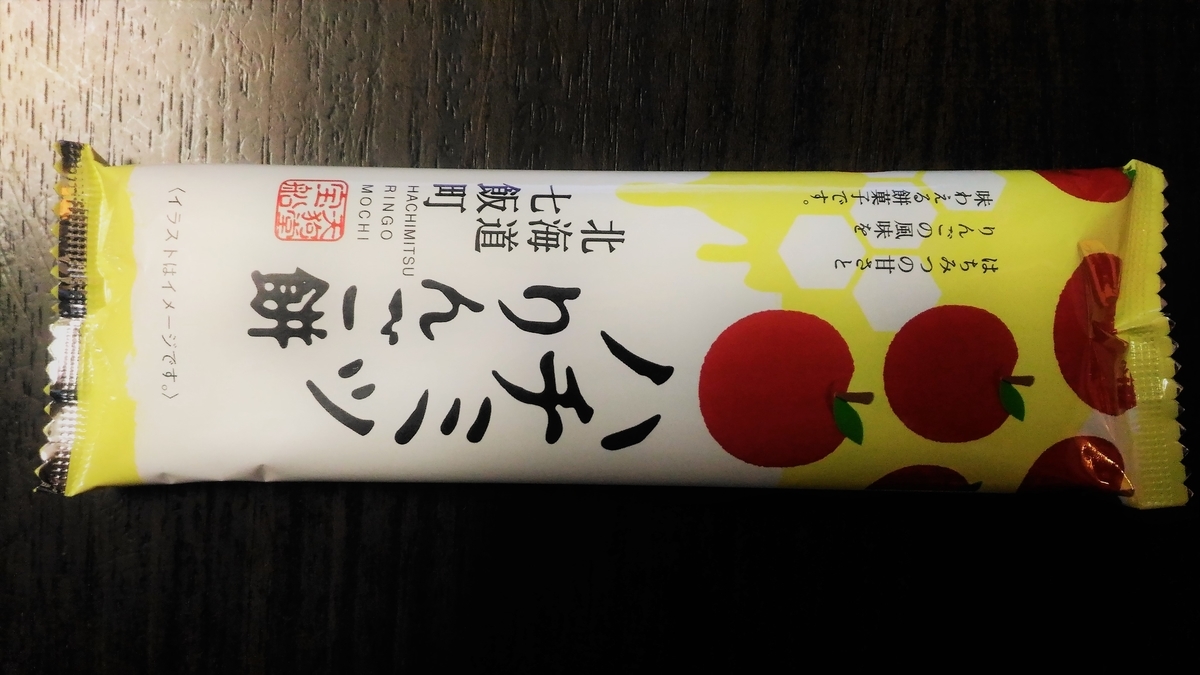 はちみつの甘さと
りんごの風味を
味わえる餅菓子です。
ハチミツ
りんご餅
北海道
七飯町
HACHIMITSU
RINGO
MOCHI
天狗堂
宝船
〈イラストはイメージです。〉